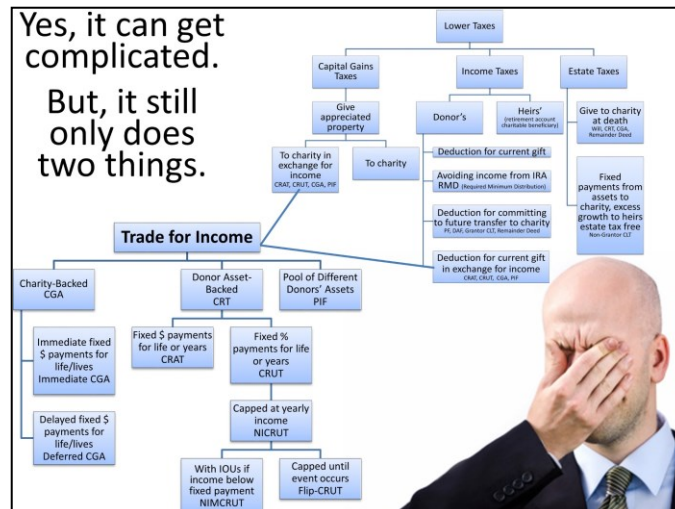 Yes, it can get
complicated.
But, it still
only does
two things.
Lower Taxes
Capital Gains
Taxes
Income Taxes
Estate Taxes
Give
appreciated
property
Donor's
Heirs'
(retirement account
charitable beneficiary)
Give to charity
at death
Will, CRT, CGA,
Remainder Deed
To charity in
exchange for
income
CRAT, CRUT, CGA, PIF
To charity
Deduction for current gift
Avoiding income from IRA
RMD (Required Minimum Distribution)
Deduction for committing
to future transfer to charity
PF, DAF, Grantor CLT, Remainder Deed
Deduction for current gift
in exchange for income
CRAT, CRUT, CGA, PIF
Fixed
payments from
assets to
charity, excess
growth to heirs
estate tax free
Non-Grantor CLT
Trade for Income
Charity-Backed
CGA
Donor Asset-
Backed
CRT
Pool of Different
Donors' Assets
PIF
Immediate fixed
$ payments for
life/lives
Immediate CGA
Delayed fixed $
payments for
life/lives
Deferred CGA
Fixed $ payments
for life or years
CRAT
Fixed %
payments for life
or years
CRUT
Capped at yearly
income
NICRUT
With IOUs if
income below
fixed payment
NIMCRUT
Capped until
event occurs
Flip-CRUT